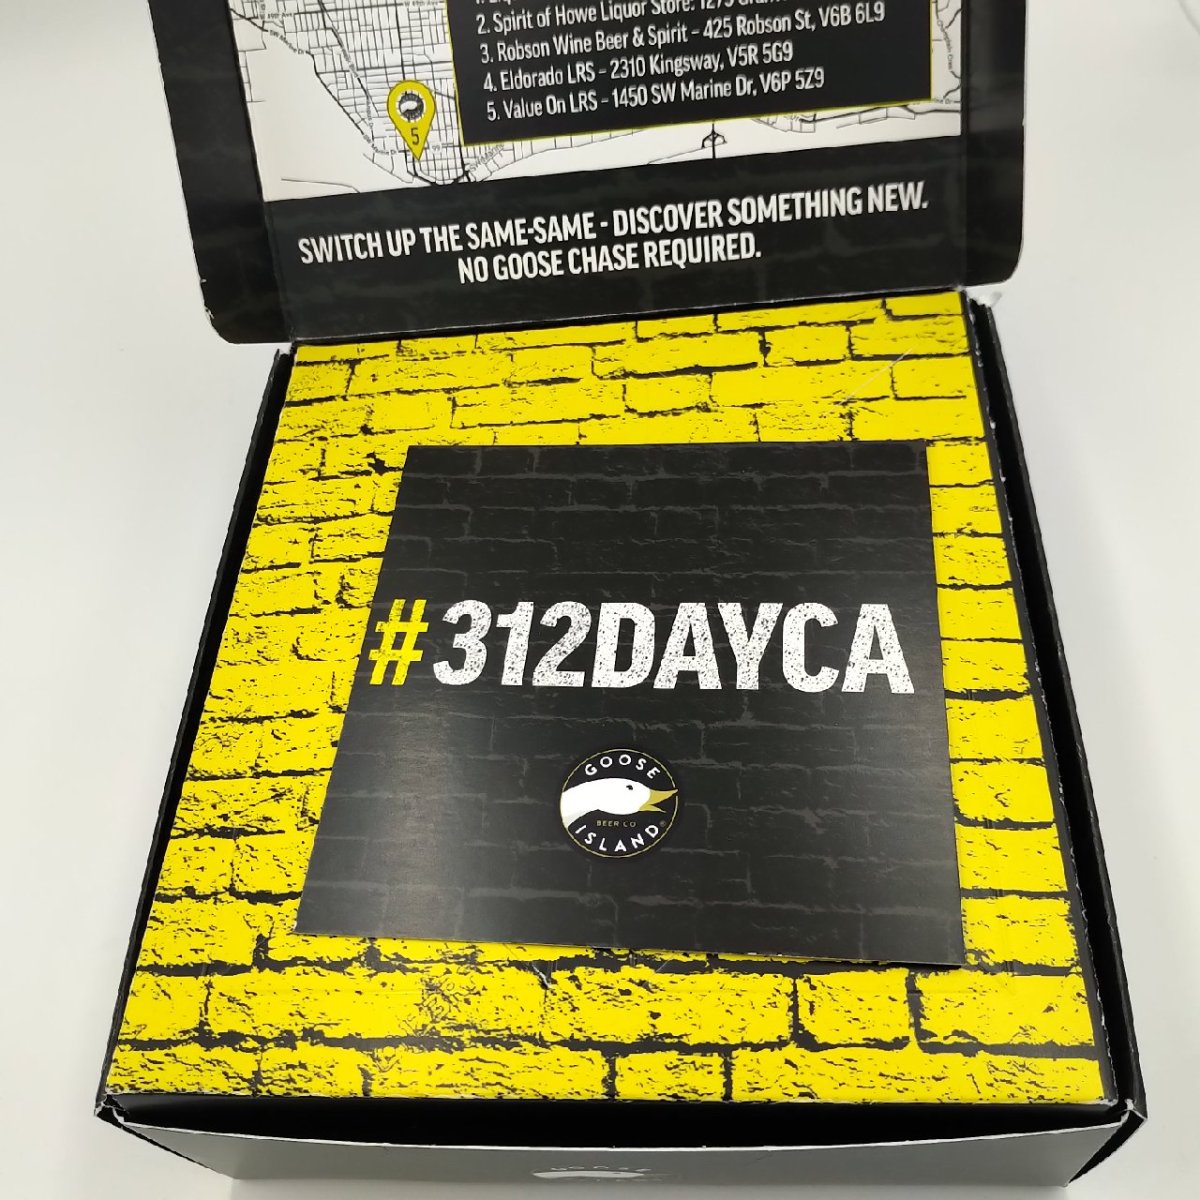 2. Spirit of Howe Liquor Store: 1275
3. Robson Wine Beer & Spirit - 425 Robson St, V6B 6L9
4. Eldorado LRS - 2310 Kingsway, V5R 5G9
5. Value On LRS - 1450 SW Marine Dr, V6P 5Z9
5
SWITCH UP THE SAME-SAME - DISCOVER SOMETHING NEW.
NO GOOSE CHASE REQUIRED.
#312DAYCA
GOOSE
BEER CO
ISLAND®